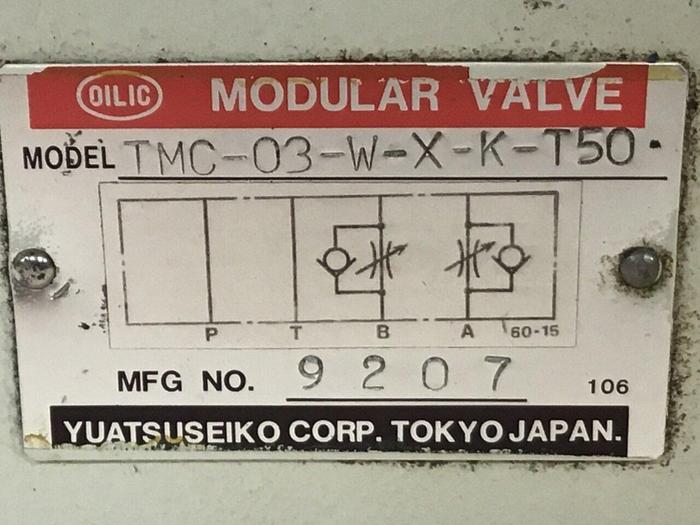 OILIC MODULAR VALVE
MODEL TMC-03-W-X-K-T50
P T B A 60-15
MFG NO. 9207 106
YUATSUSEIKO CORP. TOKYO JAPAN.